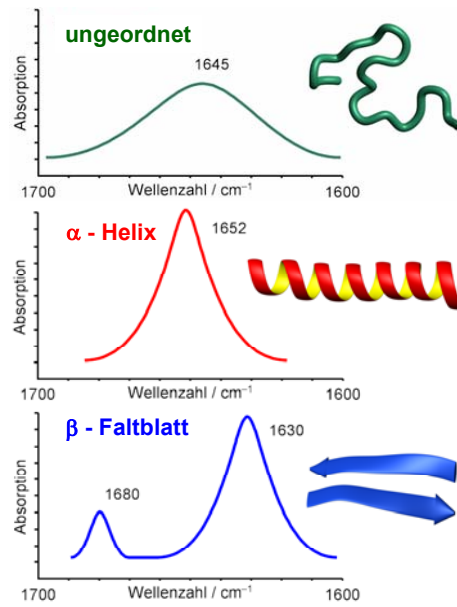 ungeordnet
1645
Absorption
1700 Wellenzahl / cm⁻¹ 1600
α - Helix
1652
Absorption
1700 Wellenzahl / cm⁻¹ 1600
β - Faltblatt
1630
1680
Absorption
1700 Wellenzahl / cm⁻¹ 1600